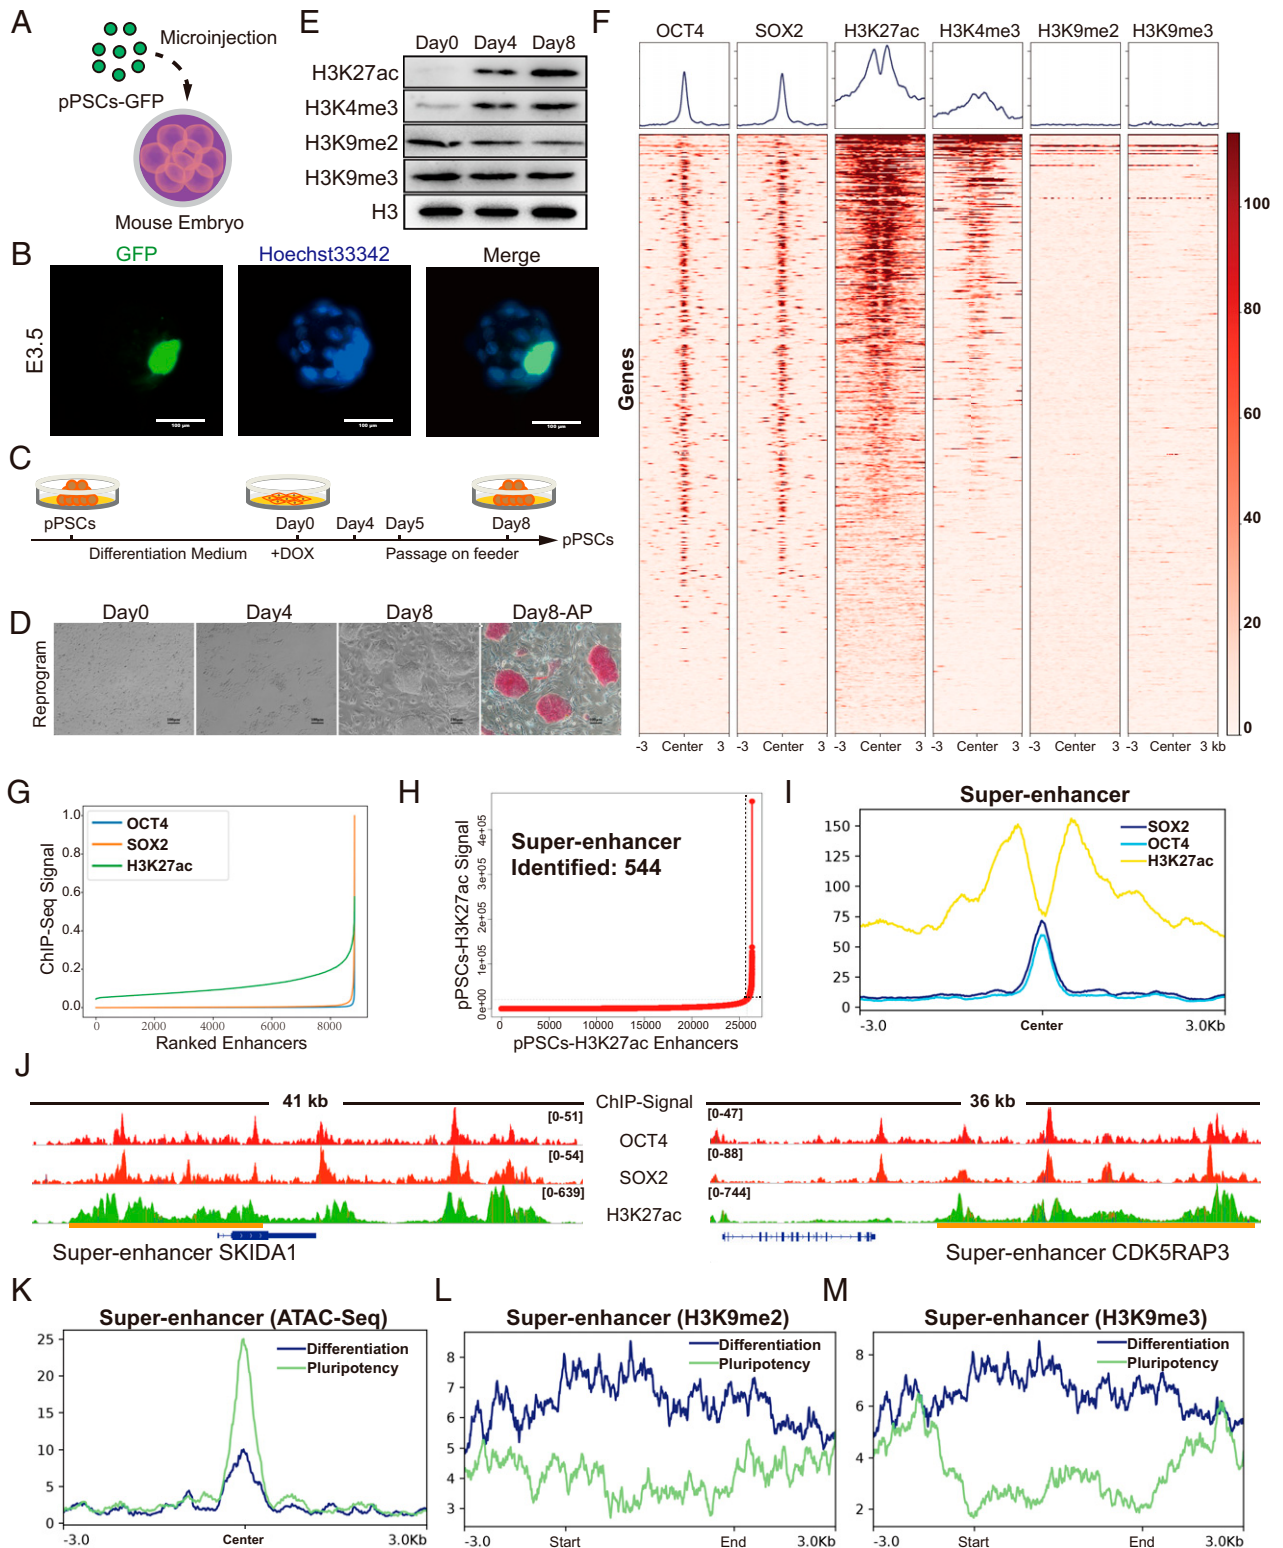 A
Microinjection
pPSCs-GFP
Mouse Embryo
B
GFP
Hoechst33342
Merge
E3.5
100 μm
100 μm
100 μm
C
pPSCs
Day0
Day4
Day5
Day8
pPSCs
Differentiation Medium
+DOX
Passage on feeder
D
Day0
Day4
Day8
Day8-AP
Reprogram
E
Day0
Day4
Day8
H3K27ac
H3K4me3
H3K9me2
H3K9me3
H3
F
OCT4
SOX2
H3K27ac
H3K4me3
H3K9me2
H3K9me3
Genes
-3 Center 3
-3 Center 3
-3 Center 3
-3 Center 3
-3 Center 3
-3 Center 3 kb
100
80
60
40
20
0
G
ChIP-Seq Signal
1.0
0.8
0.6
0.4
0.2
0.0
OCT4
SOX2
H3K27ac
0 2000 4000 6000 8000
Ranked Enhancers
H
pPSCs-H3K27ac Signal
4e+05
3e+05
2e+05
1e+05
0e+00
Super-enhancer
Identified: 544
0 5000 10000 15000 20000 25000
pPSCs-H3K27ac Enhancers
I
Super-enhancer
150
125
100
75
50
25
0
SOX2
OCT4
H3K27ac
-3.0 Center 3.0Kb
J
41 kb
ChIP-Signal
36 kb
[0-51]
OCT4
[0-47]
[0-54]
SOX2
[0-88]
[0-639]
H3K27ac
[0-744]
Super-enhancer SKIDA1
Super-enhancer CDK5RAP3
K
Super-enhancer (ATAC-Seq)
25
20
15
10
5
0
Differentiation
Pluripotency
-3.0 Center 3.0Kb
L
Super-enhancer (H3K9me2)
8
7
6
5
4
3
Differentiation
Pluripotency
-3.0 Start End 3.0Kb
M
Super-enhancer (H3K9me3)
8
6
4
2
Differentiation
Pluripotency
-3.0 Start End 3.0Kb